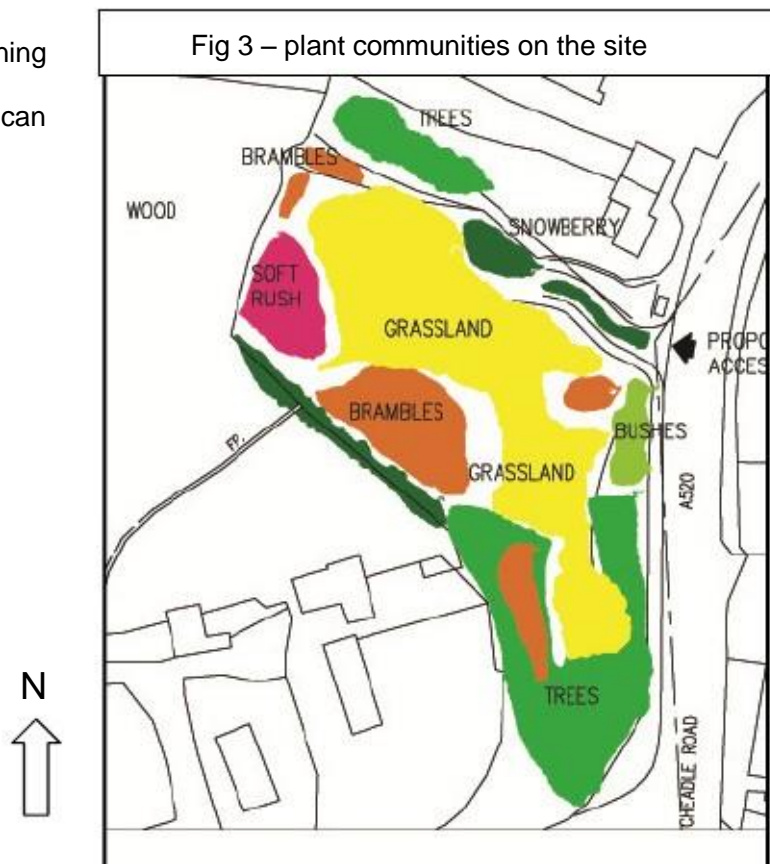 ning
can
Fig 3 – plant communities on the site
TREES
BRAMBLES
WOOD
SNOWBERRY
SOFT
RUSH
GRASSLAND
PROPO
ACCES
BRAMBLES
BUSHES
FP.
GRASSLAND
A520
N
TREES
CHEADLE ROAD